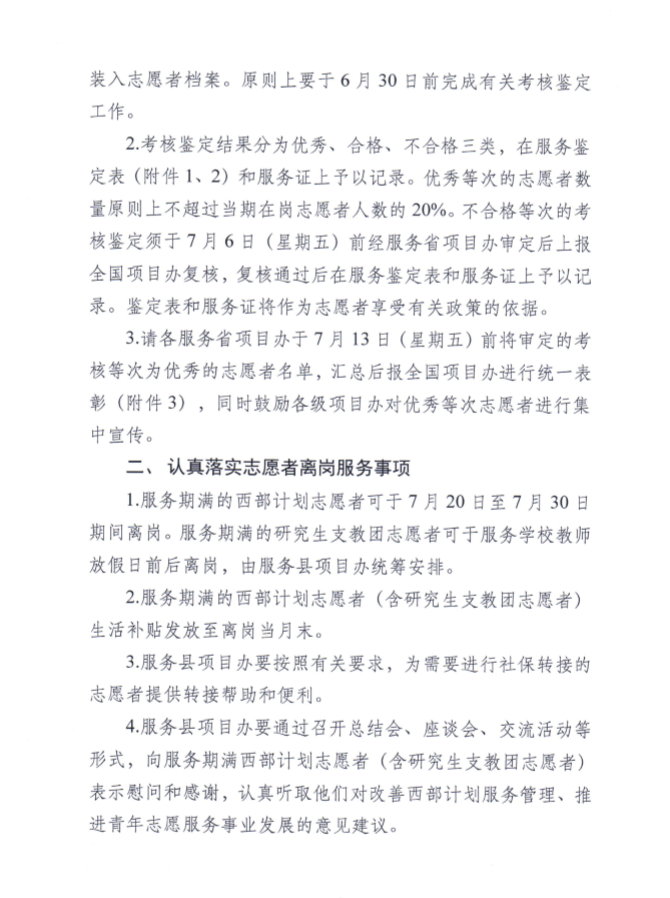 装入志愿者档案。原则上要于 6 月 30 日前完成有关考核鉴定
工作。
2.考核鉴定结果分为优秀、合格、不合格三类，在服务鉴
定表（附件 1、2）和服务证上予以记录。优秀等次的志愿者数
量原则上不超过当期在岗志愿者人数的 20%。不合格等次的考
核鉴定须于 7 月 6 日（星期五）前经服务省项目办审定后上报
全国项目办复核，复核通过后在服务鉴定表和服务证上予以记
录。鉴定表和服务证将作为志愿者享受有关政策的依据。
3.请各服务省项目办于 7 月 13 日（星期五）前将审定的考
核等次为优秀的志愿者名单，汇总后报全国项目办进行统一表
彰（附件 3），同时鼓励各级项目办对优秀等次志愿者进行集
中宣传。
二、认真落实志愿者离岗服务事项
1.服务期满的西部计划志愿者可于 7 月 20 日至 7 月 30 日
期间离岗。服务期满的研究生支教团志愿者可于服务学校教师
放假日前后离岗，由服务县项目办统筹安排。
2.服务期满的西部计划志愿者（含研究生支教团志愿者）
生活补贴发放至离岗当月末。
3.服务县项目办要按照有关要求，为需要进行社保转接的
志愿者提供转接帮助和便利。
4.服务县项目办要通过召开总结会、座谈会、交流活动等
形式，向服务期满西部计划志愿者（含研究生支教团志愿者）
表示慰问和感谢，认真听取他们对改善西部计划服务管理、推
进青年志愿服务事业发展的意见建议。